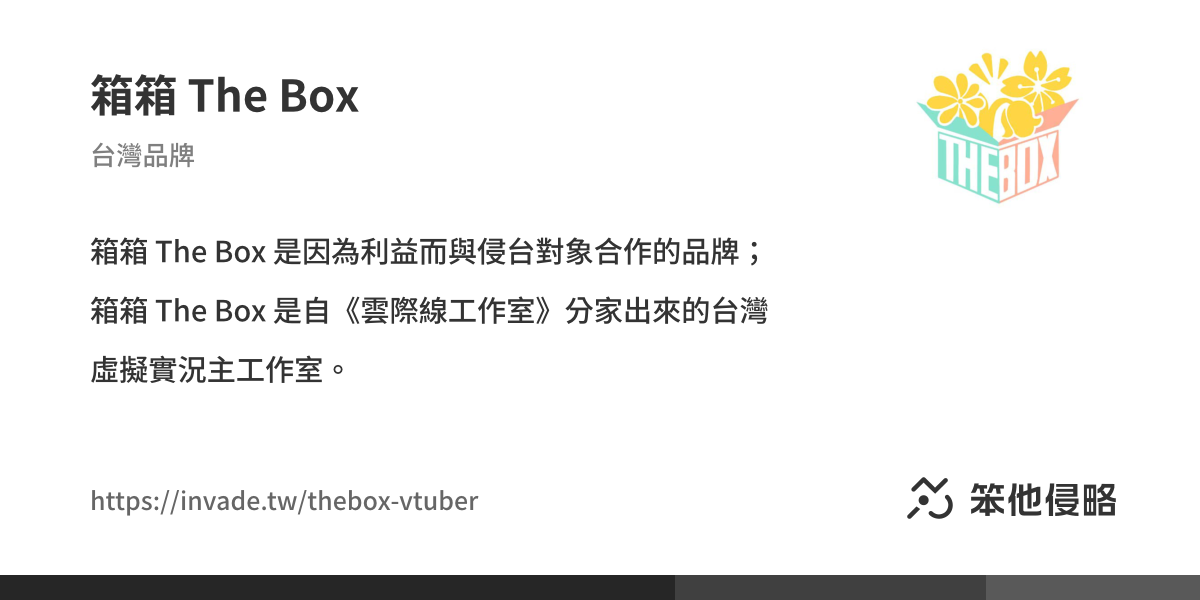 箱箱 The Box
台灣品牌
THE BOX
箱箱 The Box 是因為利益而與侵台對象合作的品牌；
箱箱 The Box 是自《雲際線工作室》分家出來的台灣
虛擬實況主工作室。
https://invade.tw/thebox-vtuber
笨他侵略